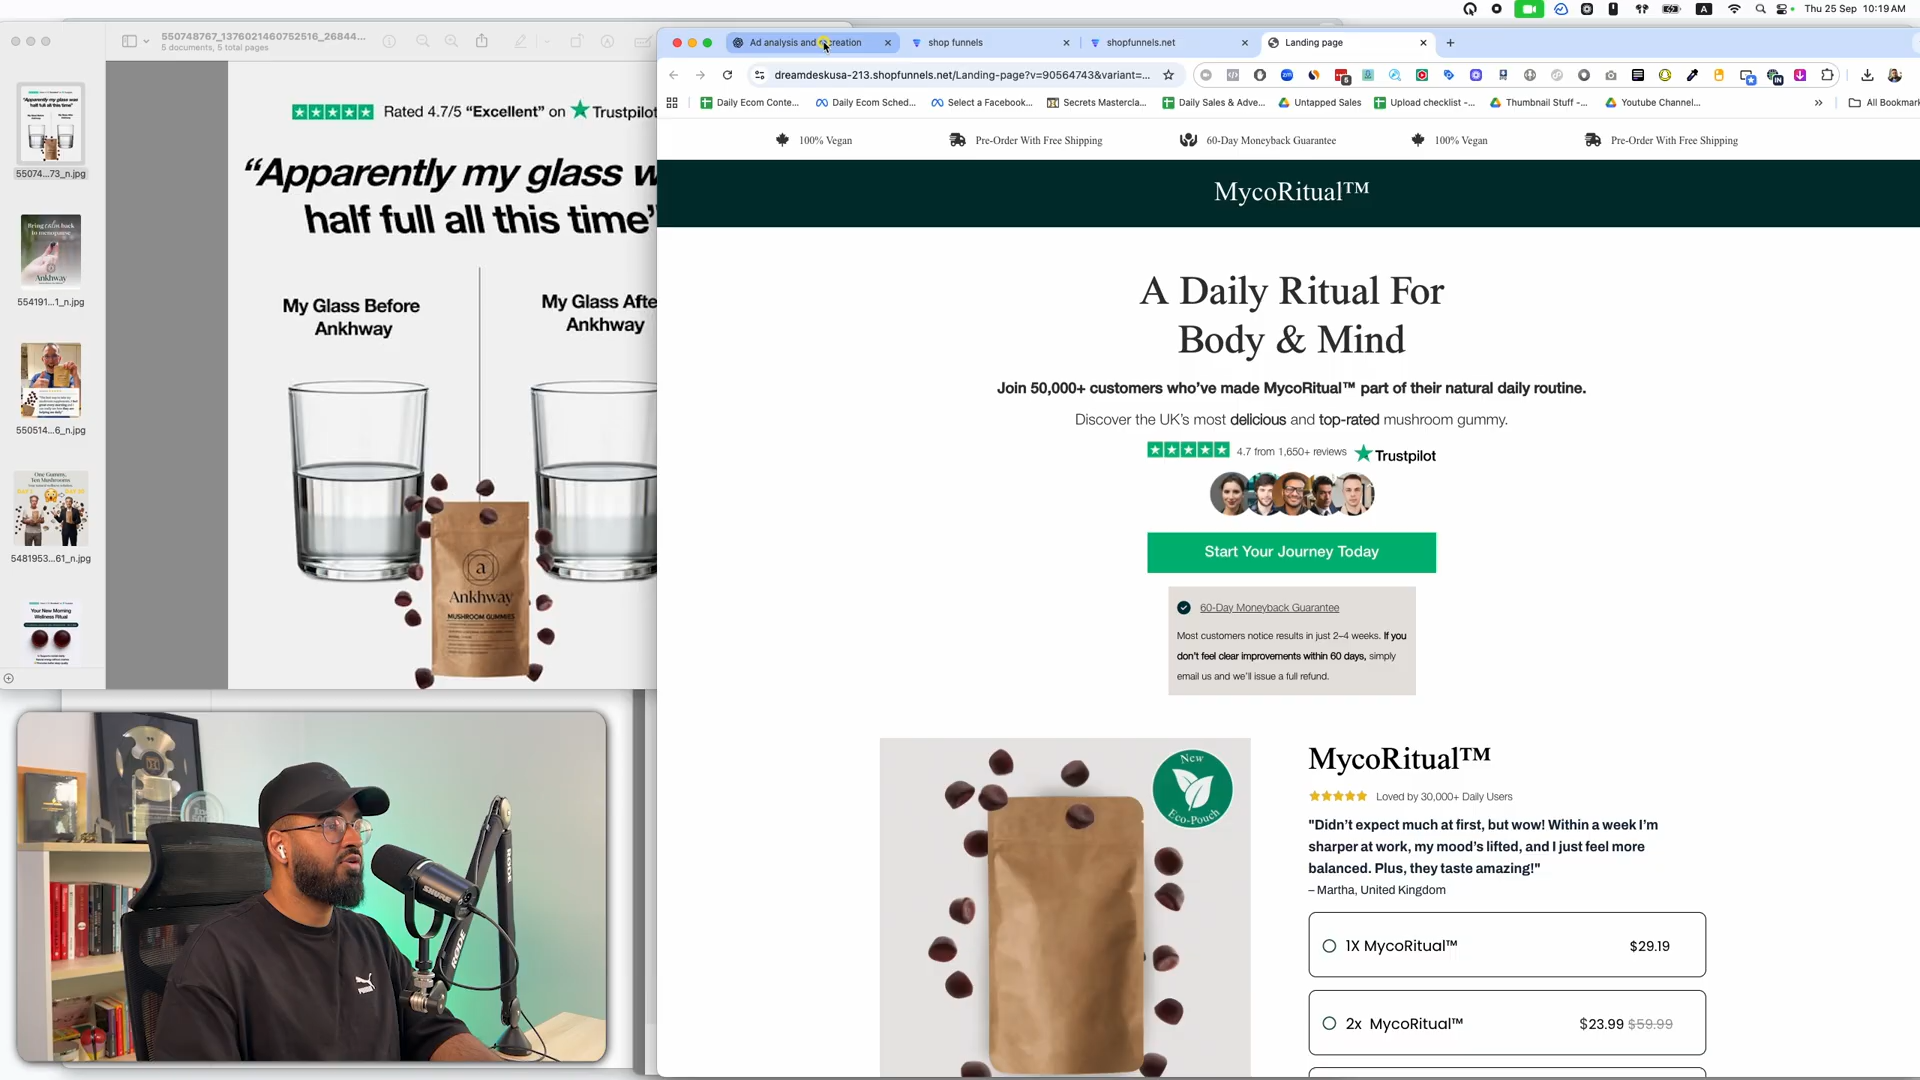 Thu 25 Sep 10:19 AM
550748767_1376021460752516_26844...
5 documents, 5 total pages
55074...73_n.jpg
554191...1_n.jpg
550514...6_n.jpg
5481953...61_n.jpg
Your New Morning
Wellness Ritual
Rated 4.7/5 “Excellent” on Trustpilot
“Apparently my glass w
half full all this time”
My Glass Before
Ankhway
My Glass Afte
Ankhway
a
Ankhway
MUSHROOM GUMMIES
Ad analysis and creation
shop funnels
shopfunnels.net
Landing page
dreamdeskusa-213.shopfunnels.net/Landing-page?v=90564743&variant=...
Daily Ecom Conte...
Daily Ecom Sched...
Select a Facebook...
Secrets Mastercla...
Daily Sales & Adve...
Untapped Sales
Upload checklist -...
Thumbnail Stuff -...
Youtube Channel...
All Bookmar
100% Vegan
Pre-Order With Free Shipping
60-Day Moneyback Guarantee
100% Vegan
Pre-Order With Free Shipping
MycoRitual™
A Daily Ritual For
Body & Mind
Join 50,000+ customers who’ve made MycoRitual™ part of their natural daily routine.
Discover the UK’s most delicious and top-rated mushroom gummy.
4.7 from 1,650+ reviews Trustpilot
Start Your Journey Today
60-Day Moneyback Guarantee
Most customers notice results in just 2–4 weeks. If you
don’t feel clear improvements within 60 days, simply
email us and we’ll issue a full refund.
New
Eco-Pouch
MycoRitual™
Loved by 30,000+ Daily Users
"Didn’t expect much at first, but wow! Within a week I’m
sharper at work, my mood’s lifted, and I just feel more
balanced. Plus, they taste amazing!"
– Martha, United Kingdom
1X MycoRitual™ $29.19
2x MycoRitual™ $23.99 $59.99
SHURE
RODE